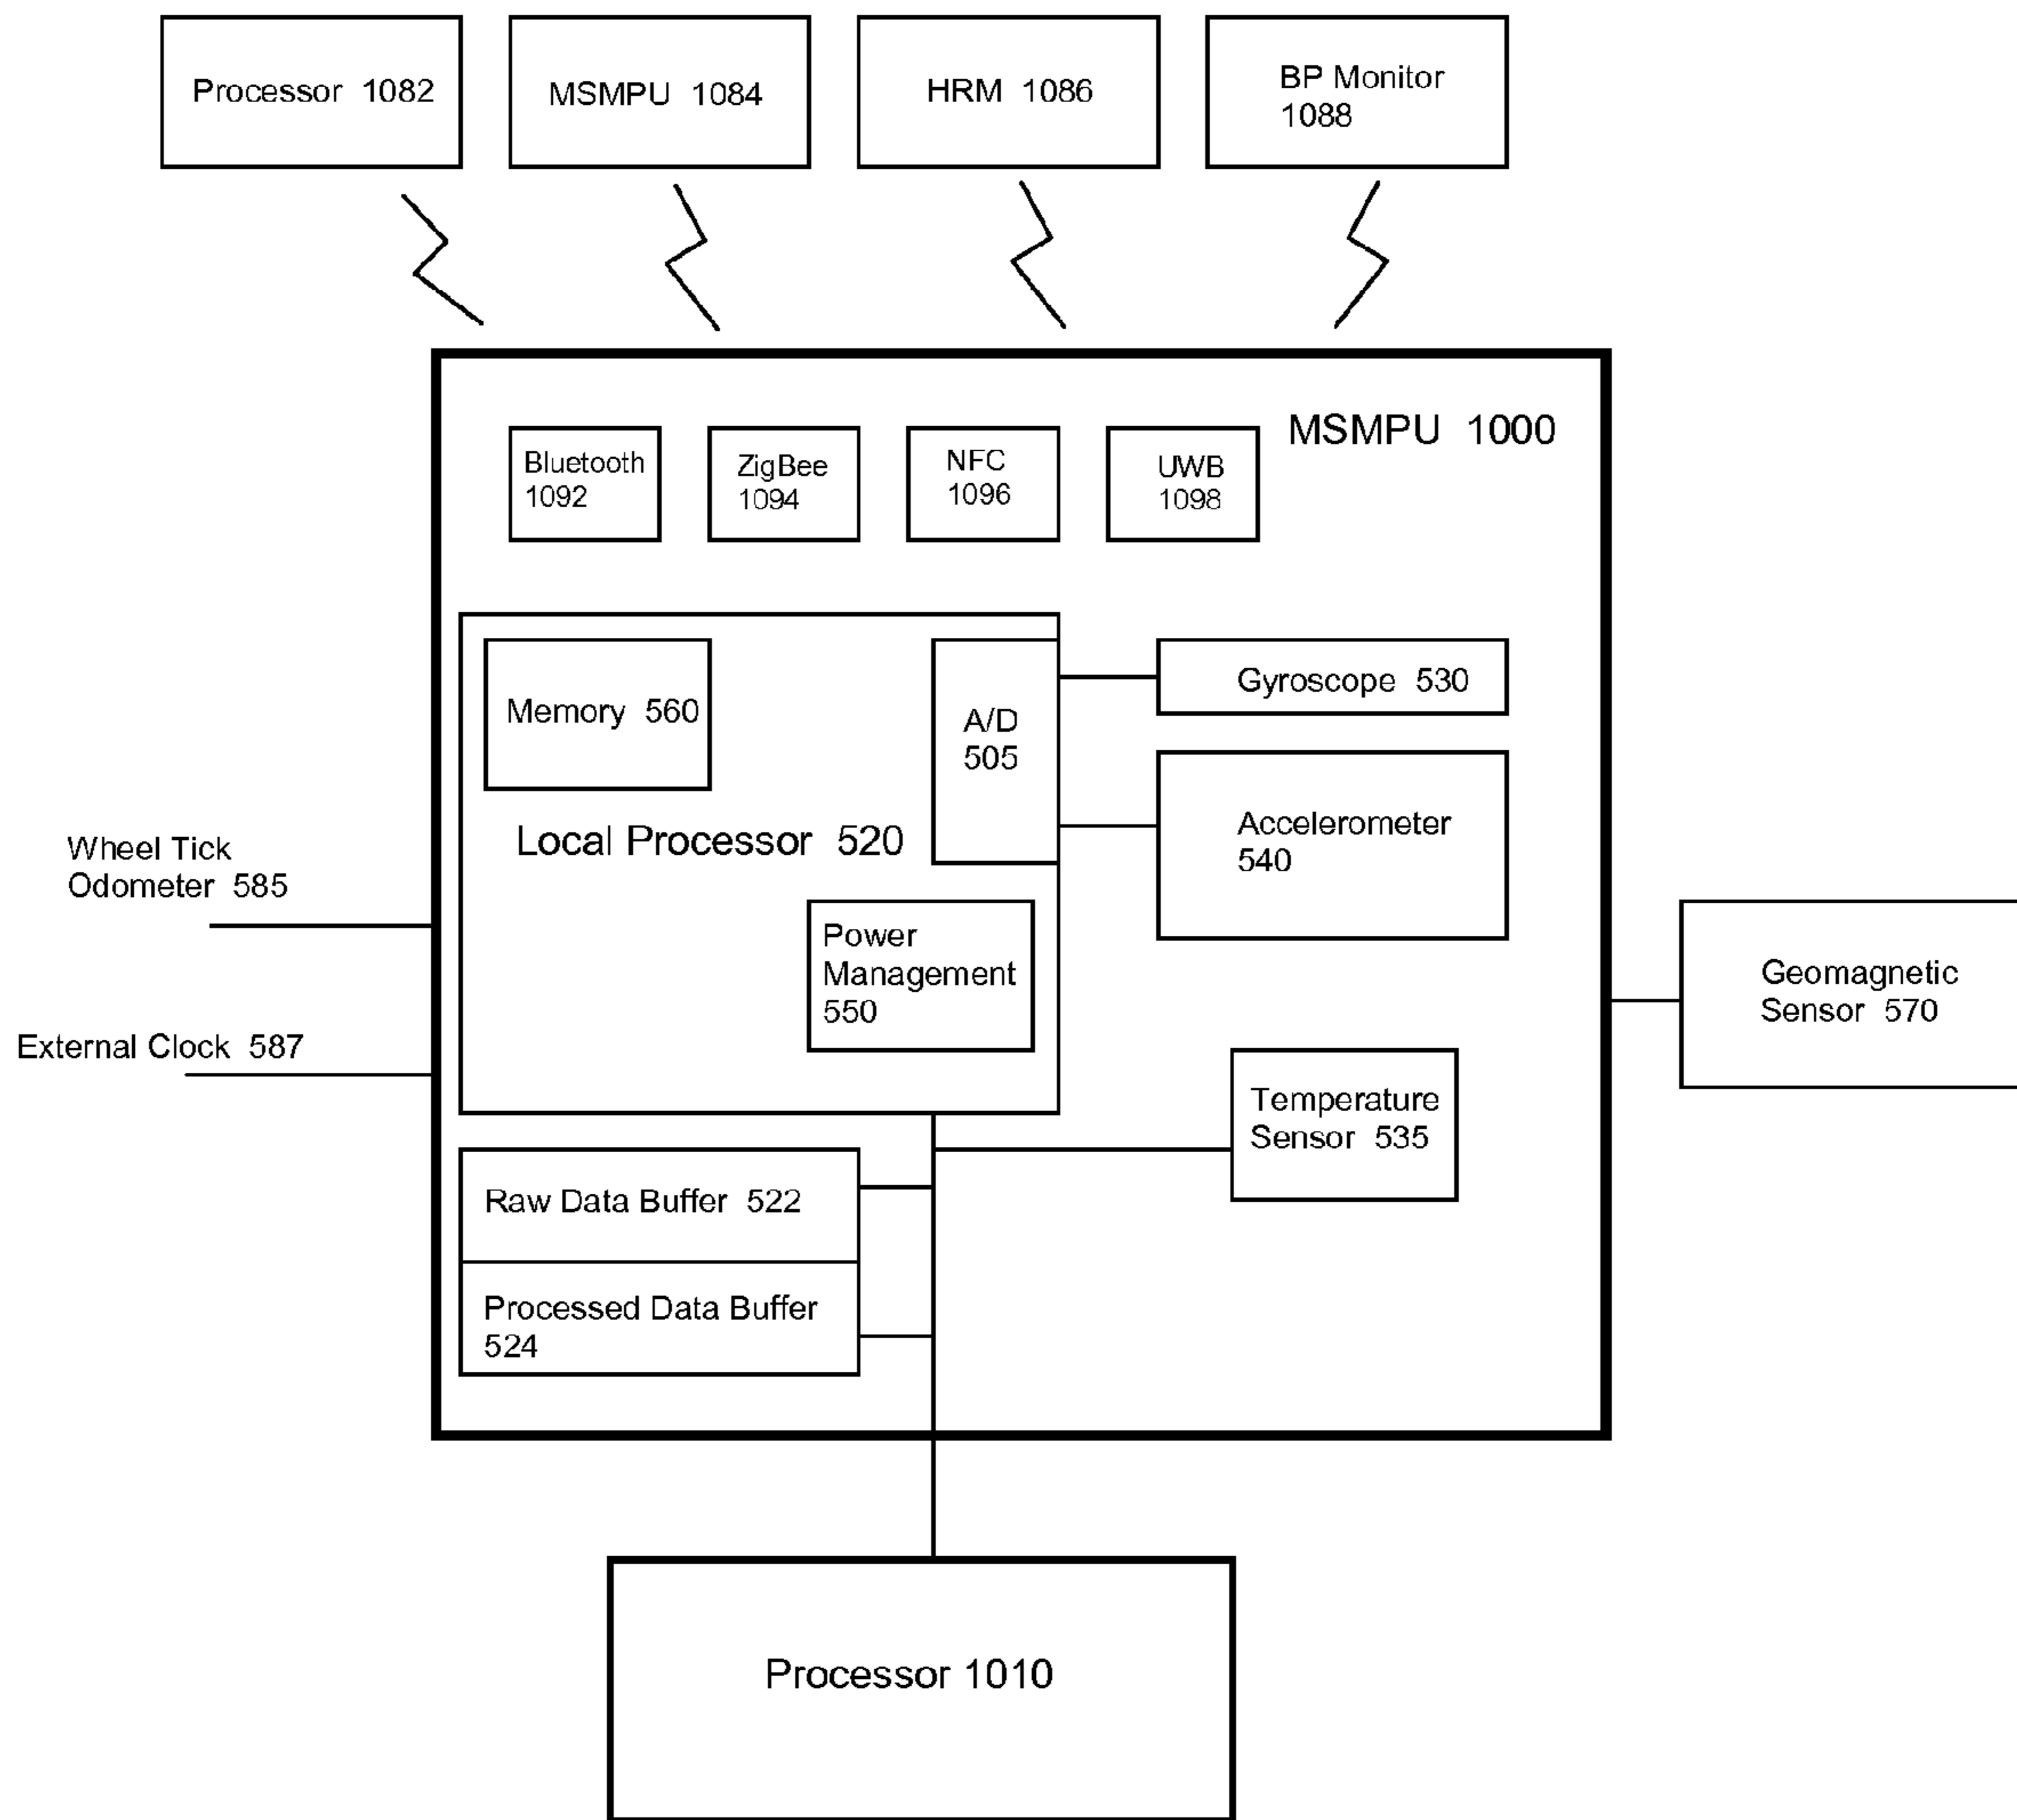 Processor 1082
MSMPU 1084
HRM 1086
BP Monitor
1088
MSMPU 1000
Bluetooth
1092
ZigBee
1094
NFC
1096
UWB
1098
Memory 560
A/D
505
Gyroscope 530
Local Processor 520
Accelerometer
540
Wheel Tick
Odometer 585
Power
Management
550
Geomagnetic
Sensor 570
External Clock 587
Temperature
Sensor 535
Raw Data Buffer 522
Processed Data Buffer
524
Processor 1010